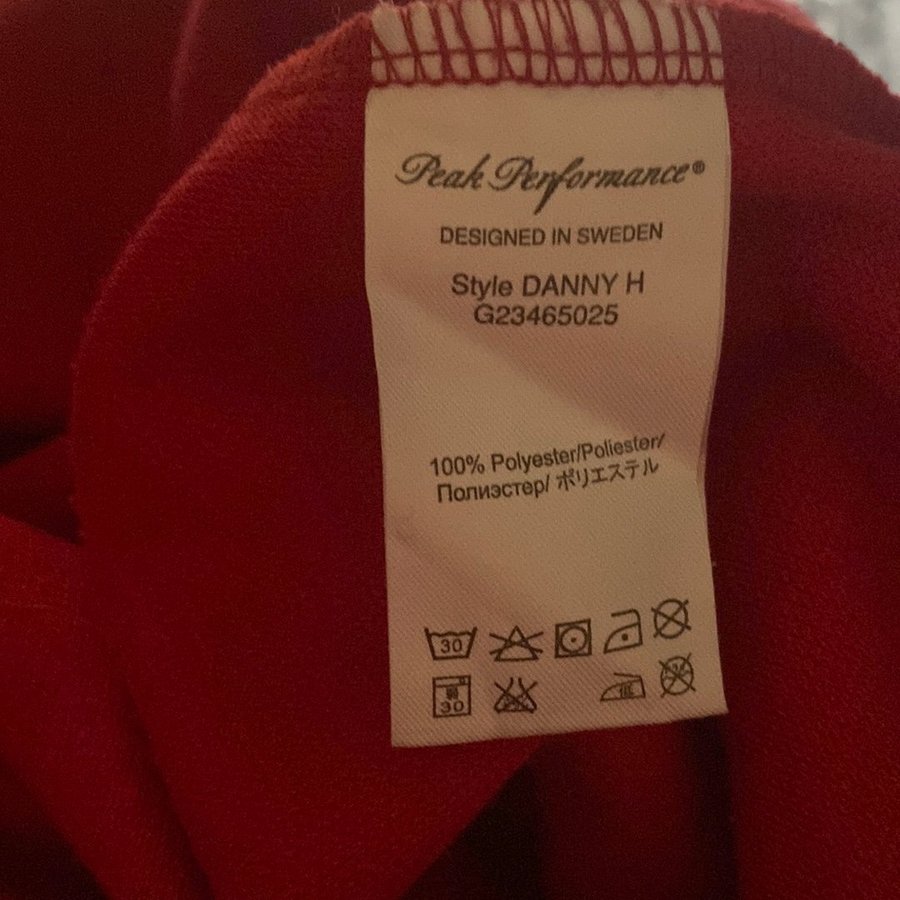 Peak Performance®
DESIGNED IN SWEDEN
Style DANNY H
G23465025
100% Polyester/Poliester/
Полиэстер/ ポリエステル
30
30
低